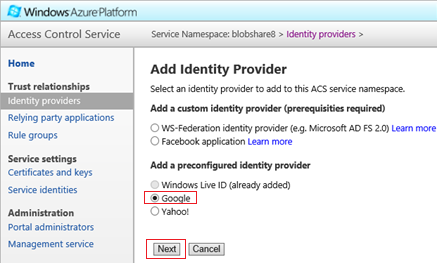 Windows Azure Platform
Access Control Service
Service Namespace: blobshare8 > Identity providers >
Home
Trust relationships
Identity providers
Relying party applications
Rule groups
Service settings
Certificates and keys
Service identities
Administration
Portal administrators
Management service
Add Identity Provider
Select an identity provider to add to this ACS service namespace.
Add a custom identity provider (prerequisites required)
WS-Federation identity provider (e.g. Microsoft AD FS 2.0) Learn more
Facebook application Learn more
Add a preconfigured identity provider
Windows Live ID (already added)
Google
Yahoo!
Next Cancel